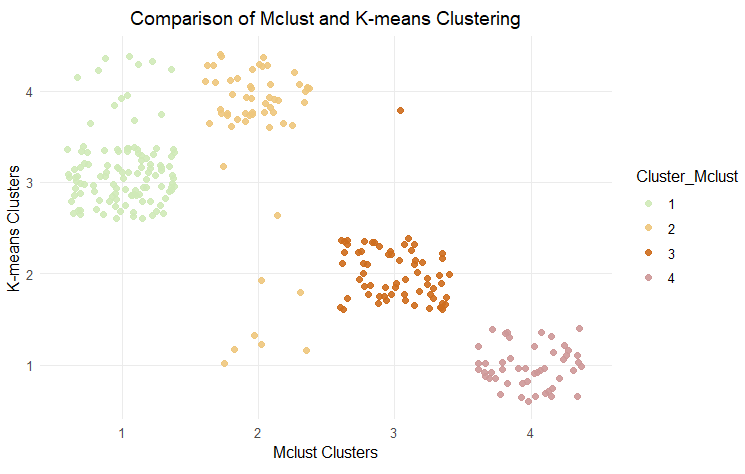 Comparison of Mclust and K-means Clustering
K-means Clusters
4
3
2
1
1 2 3 4
Mclust Clusters
Cluster_Mclust
1
2
3
4